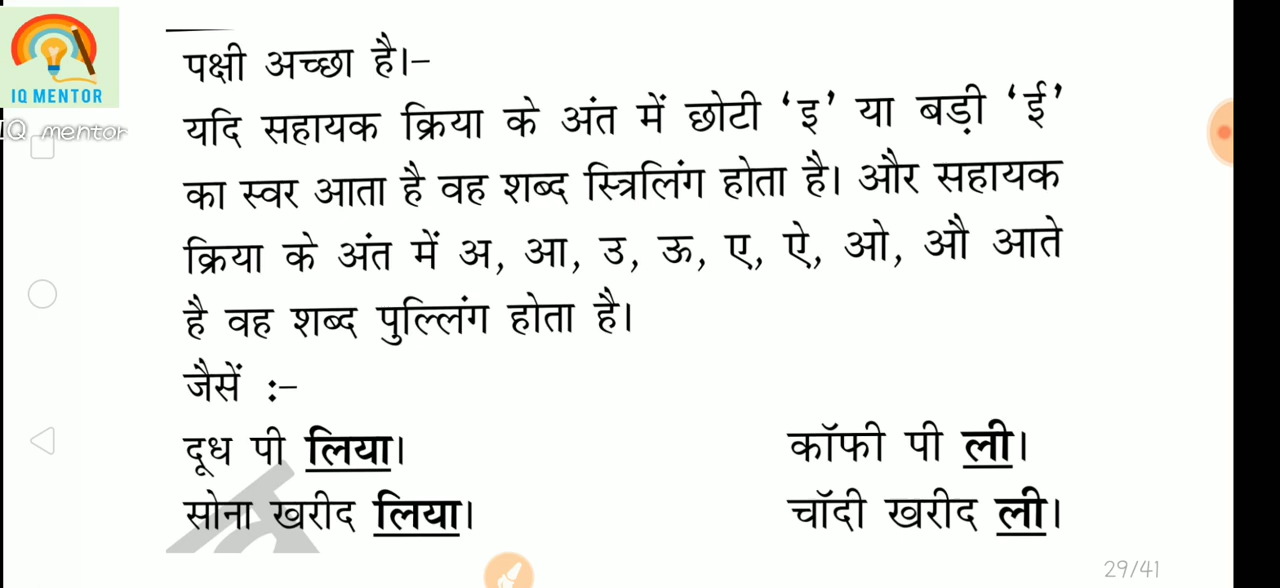 IQ MENTOR
IQ mentor
पक्षी अच्छा है।–
यदि सहायक क्रिया के अंत में छोटी ‘इ’ या बड़ी ‘ई’
का स्वर आता है वह शब्द स्त्रिलिंग होता है। और सहायक
क्रिया के अंत में अ, आ, उ, ऊ, ए, ऐ, ओ, औ आते
है वह शब्द पुल्लिंग होता है।
जैसें :–
दूध पी लिया। कॉफी पी ली।
सोना खरीद लिया। चॉदी खरीद ली।
29/41